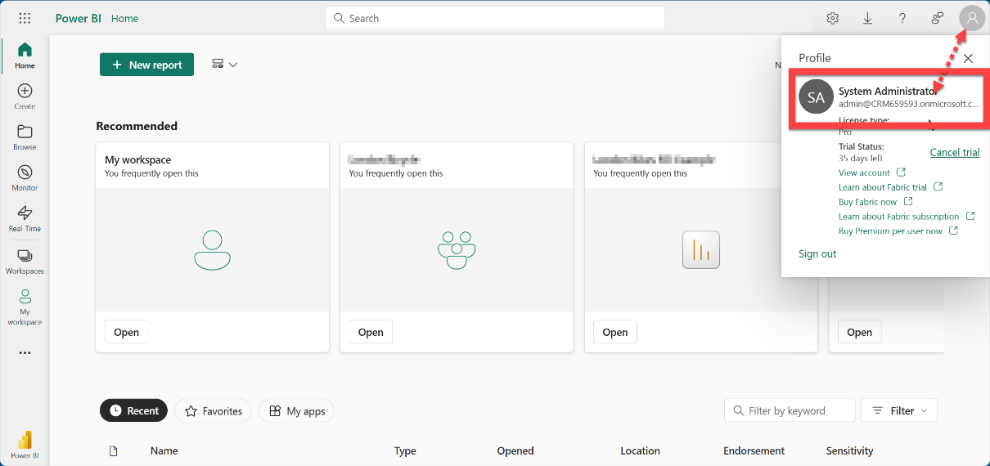 Power BI Home
Search
Home
Create
Browse
Monitor
Real-Time
Workspaces
My
workspace
Power BI
New report
N
Recommended
My workspace
You frequently open this
Open
You frequently open this
Open
You frequently open this
Open
Open
Profile
SA
System Administrator
admin@CRM659593.onmicrosoft.c...
License type:
Pro
Trial Status:
35 days left
Cancel trial
View account
Learn about Fabric trial
Buy Fabric now
Learn about Fabric subscription
Buy Premium per user now
Sign out
Recent
Favorites
My apps
Filter by keyword
Filter
Name Type Opened Location Endorsement Sensitivity